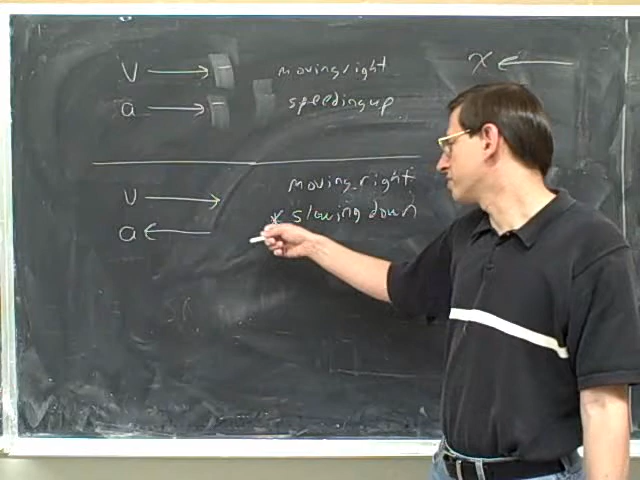 V → moving right
a → speeding up
x ←
V → moving right
a ← * slowing down